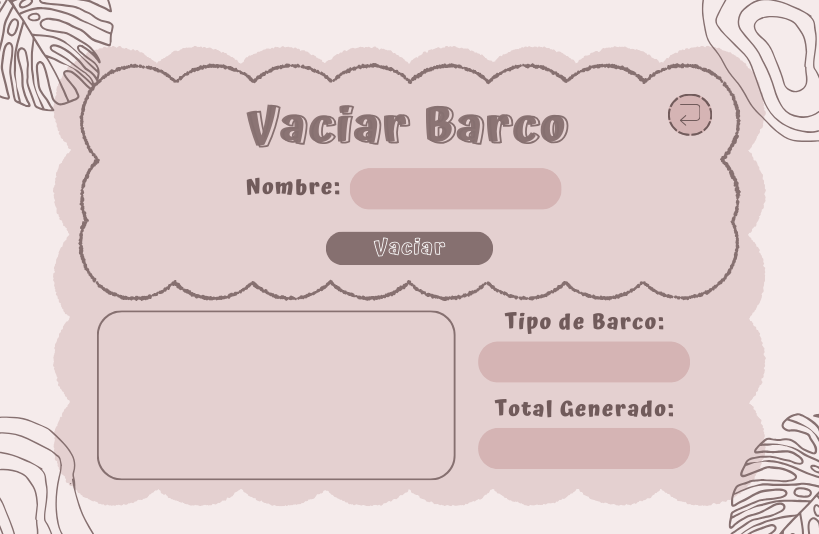 Vaciar Barco
Nombre:
Vaciar
Tipo de Barco:
Total Generado: